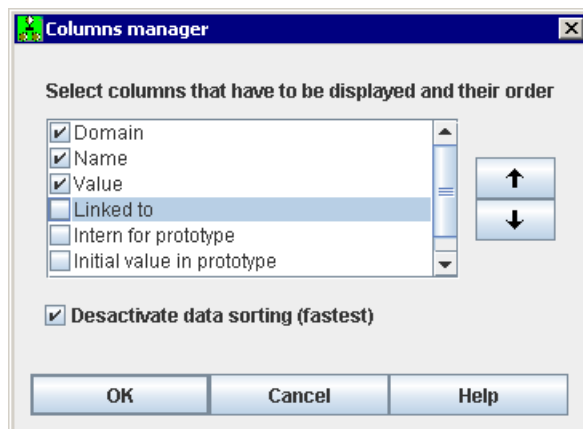 Columns manager
Select columns that have to be displayed and their order
Domain
Name
Value
Linked to
Intern for prototype
Initial value in prototype
Desactivate data sorting (fastest)
OK
Cancel
Help